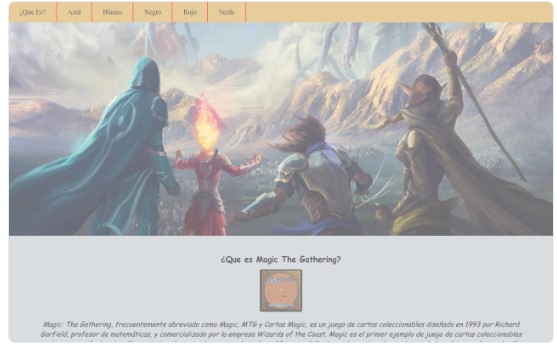 ¿Que Es? Azul Blanco Negro Rojo Verde
¿Que es Magic The Gathering?
Magic: The Gathering, frecuentemente abreviado como Magic, MTG y Cartas Magic, es un juego de cartas coleccionables diseñado en 1993 por Richard
Garfield, profesor de matemáticas, y comercializado por la empresa Wizards of the Coast. Magic es el primer ejemplo de juego de cartas coleccionables